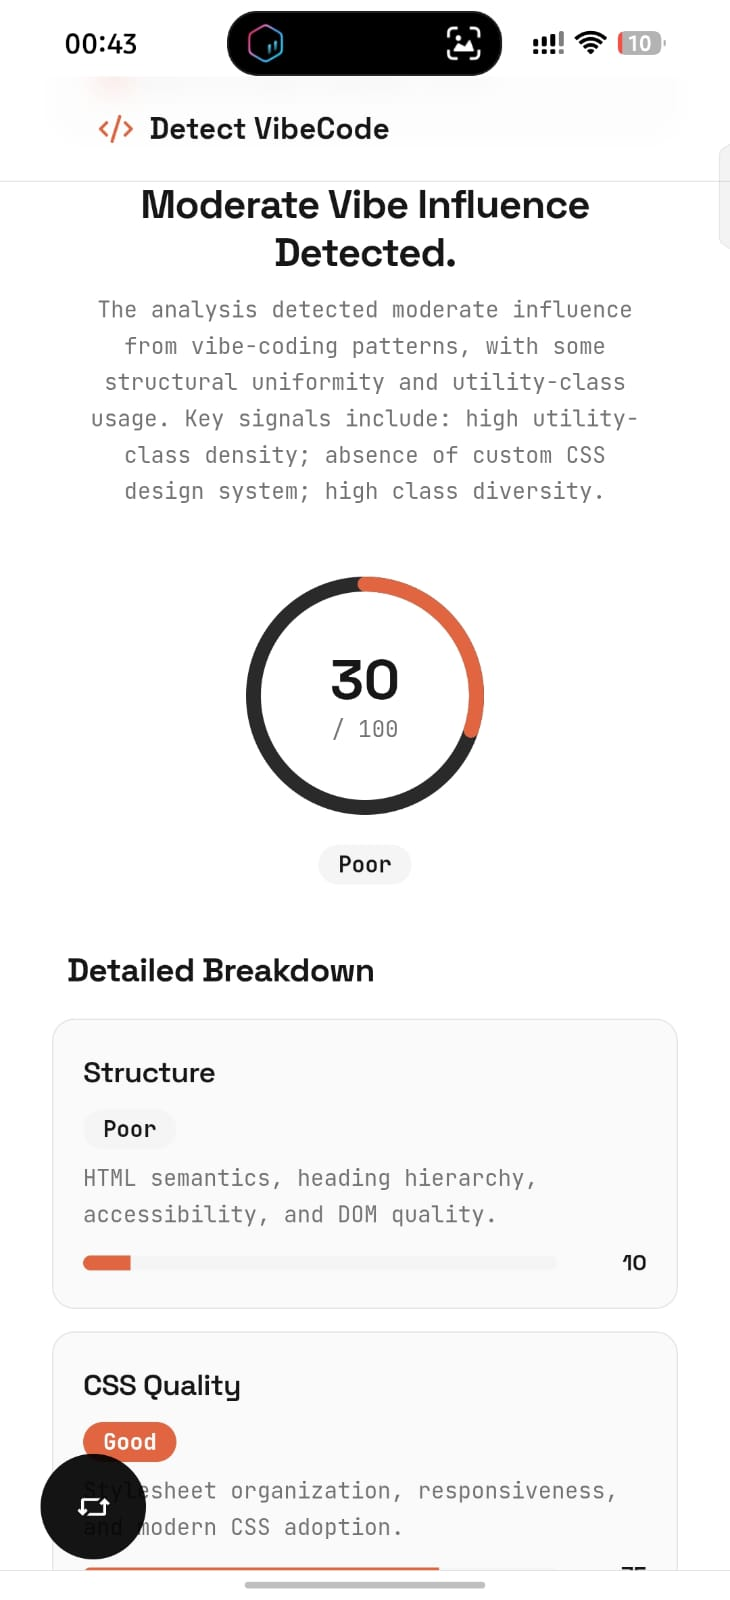 00:43
10
</> Detect VibeCode
Moderate Vibe Influence
Detected.
The analysis detected moderate influence
from vibe-coding patterns, with some
structural uniformity and utility-class
usage. Key signals include: high utility-
class density; absence of custom CSS
design system; high class diversity.
30
/ 100
Poor
Detailed Breakdown
Structure
Poor
HTML semantics, heading hierarchy,
accessibility, and DOM quality.
10
CSS Quality
Good
Stylesheet organization, responsiveness,
and modern CSS adoption.